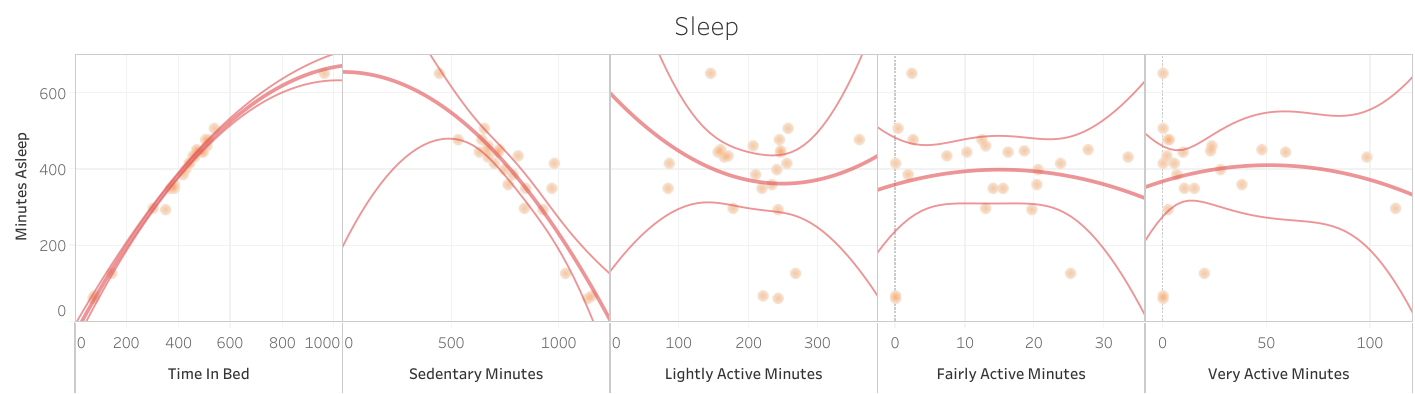 Sleep
Minutes Asleep
600
400
200
0
0 200 400 600 800 1000
0 500 1000
0 100 200 300
0 10 20 30
0 50 100
Time In Bed
Sedentary Minutes
Lightly Active Minutes
Fairly Active Minutes
Very Active Minutes